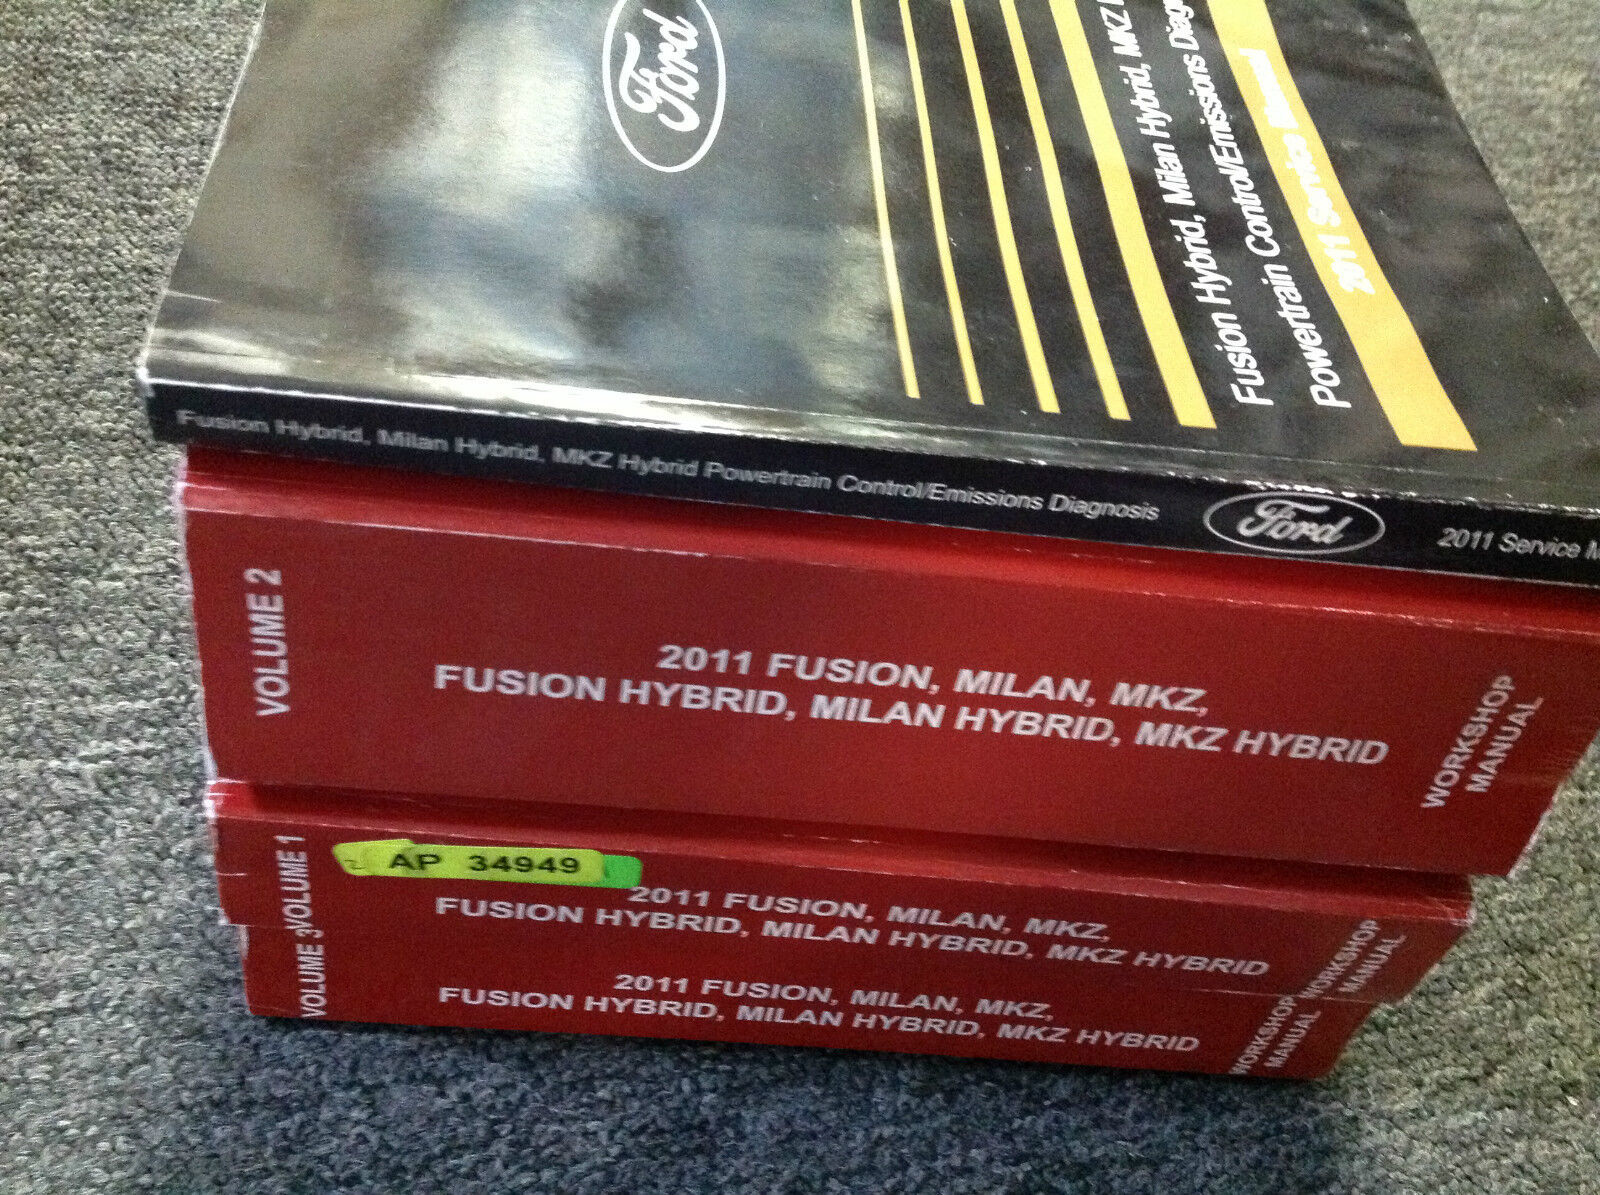 Ford
Fusion Hybrid, Milan Hybrid, MKZ
Powertrain Control/Emissions
2011 Service Manual
Fusion Hybrid, Milan Hybrid, MKZ Hybrid Powertrain Control/Emissions Diagnosis
Ford
2011 Service
VOLUME 2
2011 FUSION, MILAN, MKZ,
FUSION HYBRID, MILAN HYBRID, MKZ HYBRID
WORKSHOP
MANUAL
VOLUME 1
AP 34949
2011 FUSION, MILAN, MKZ,
FUSION HYBRID, MILAN HYBRID, MKZ HYBRID
WORKSHOP
MANUAL
VOLUME 3
2011 FUSION, MILAN, MKZ,
FUSION HYBRID, MILAN HYBRID, MKZ HYBRID
WORKSHOP
MANUAL